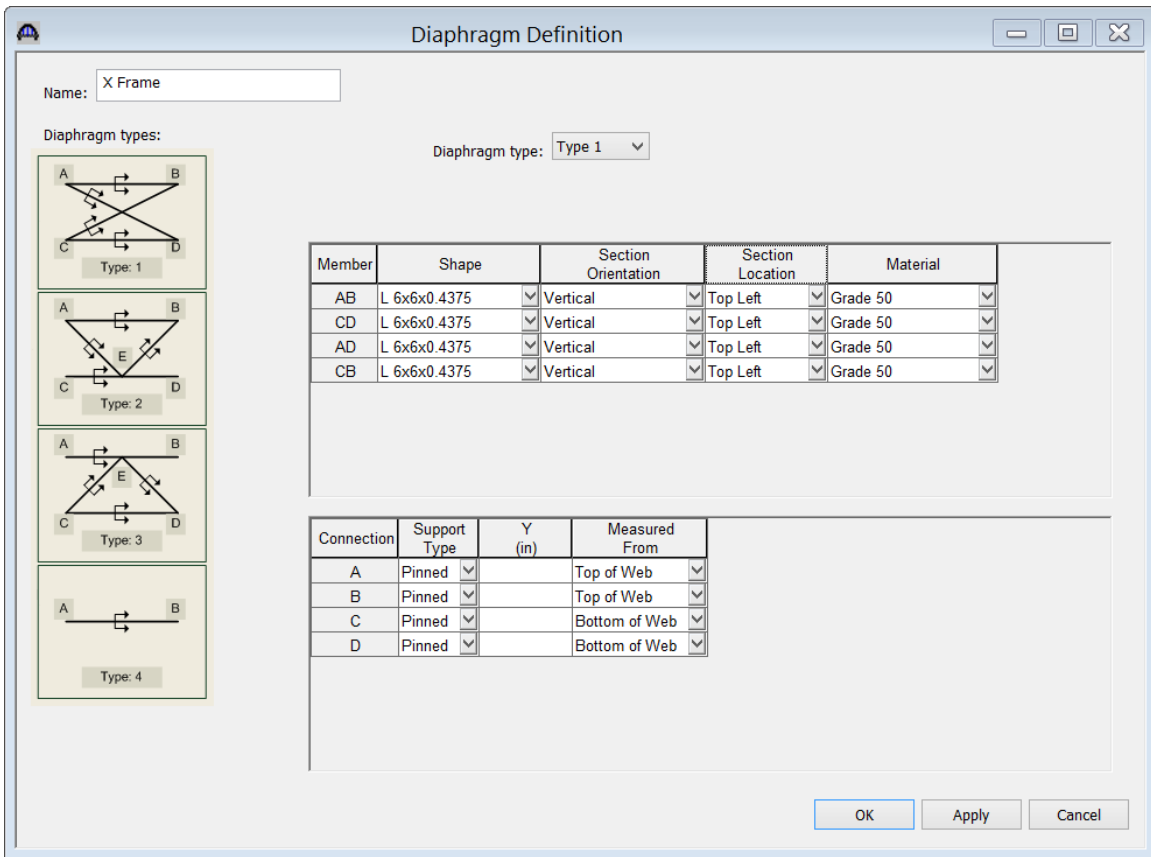 Diaphragm Definition
Name: X Frame
Diaphragm types:
Diaphragm type: Type 1
A B
C D
Type: 1
A B
E
C D
Type: 2
A B
E
C D
Type: 3
A B
Type: 4
Member Shape Section Orientation Section Location Material
AB L 6x6x0.4375 Vertical Top Left Grade 50
CD L 6x6x0.4375 Vertical Top Left Grade 50
AD L 6x6x0.4375 Vertical Top Left Grade 50
CB L 6x6x0.4375 Vertical Top Left Grade 50
Connection Support Type Y (in) Measured From
A Pinned Top of Web
B Pinned Top of Web
C Pinned Bottom of Web
D Pinned Bottom of Web
OK Apply Cancel